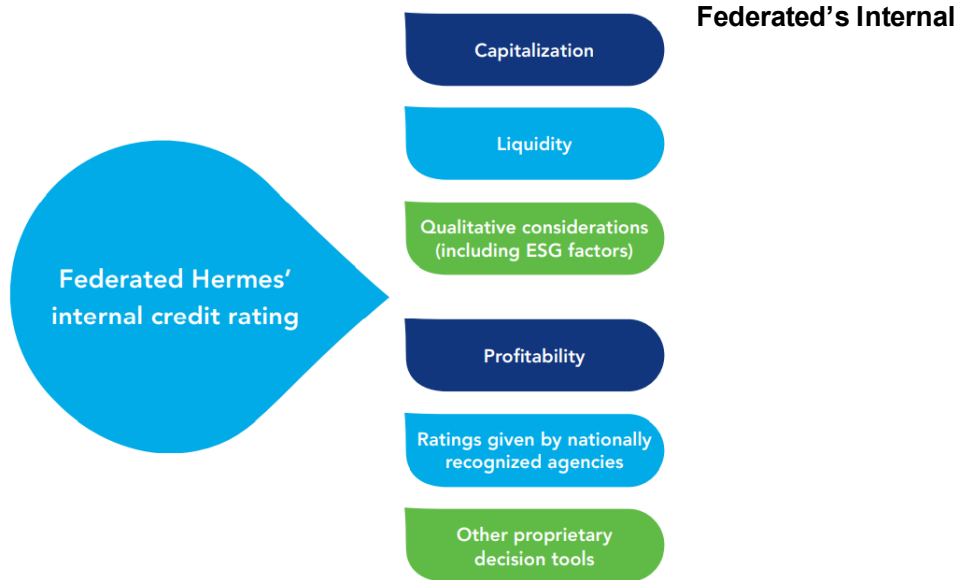 Federated's Internal
Capitalization
Liquidity
Qualitative considerations
(including ESG factors)
Federated Hermes'
internal credit rating
Profitability
Ratings given by nationally
recognized agencies
Other proprietary
decision tools